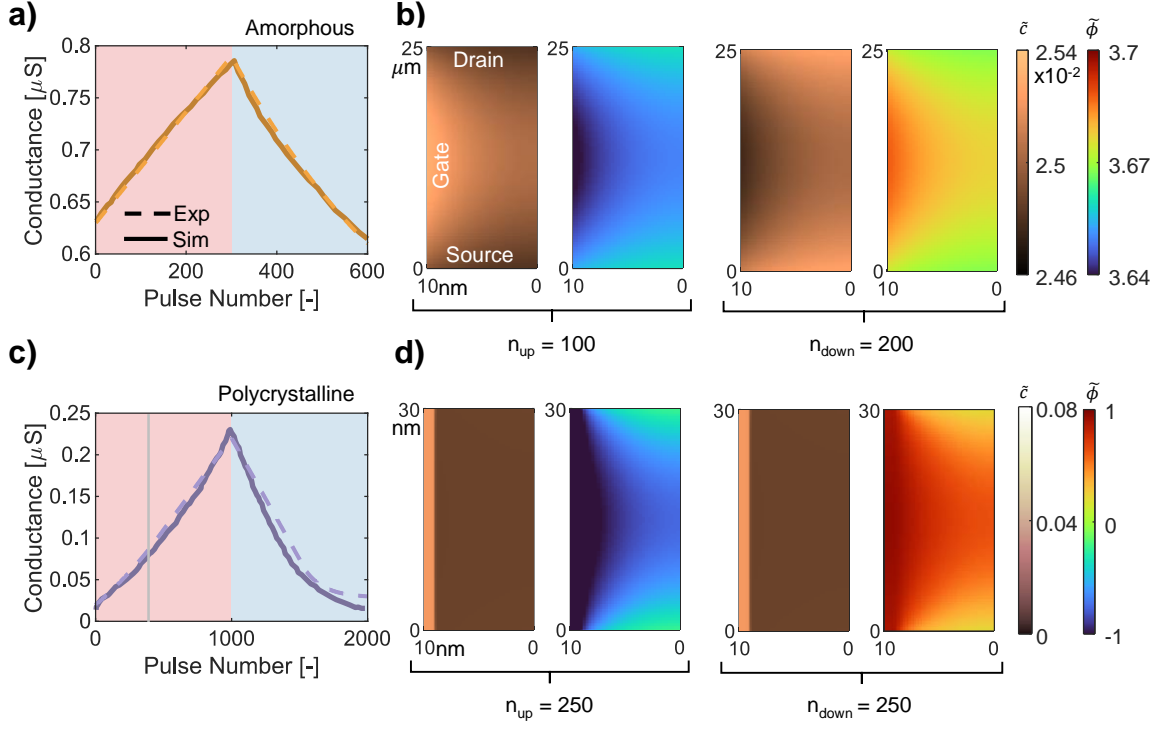 a)
Amorphous
0.8
0.75
0.7
0.65
0.6
Conductance [μS]
Exp
Sim
0
200
400
600
Pulse Number [-]
b)
25
μm
Drain
Gate
Source
0
10nm
0
25
0
10
0
n_up = 100
25
0
10
0
25
0
10
0
n_down = 200
c̃
2.54
x10⁻²
2.5
2.46
ϕ̃
3.7
3.67
3.64
c)
Polycrystalline
0.25
0.2
0.15
0.1
0.05
0
Conductance [μS]
0
1000
2000
Pulse Number [-]
d)
30
nm
0
10nm
0
30
0
10
0
n_up = 250
30
0
10
0
30
0
10
0
n_down = 250
c̃
0.08
0.04
0
ϕ̃
1
0
-1